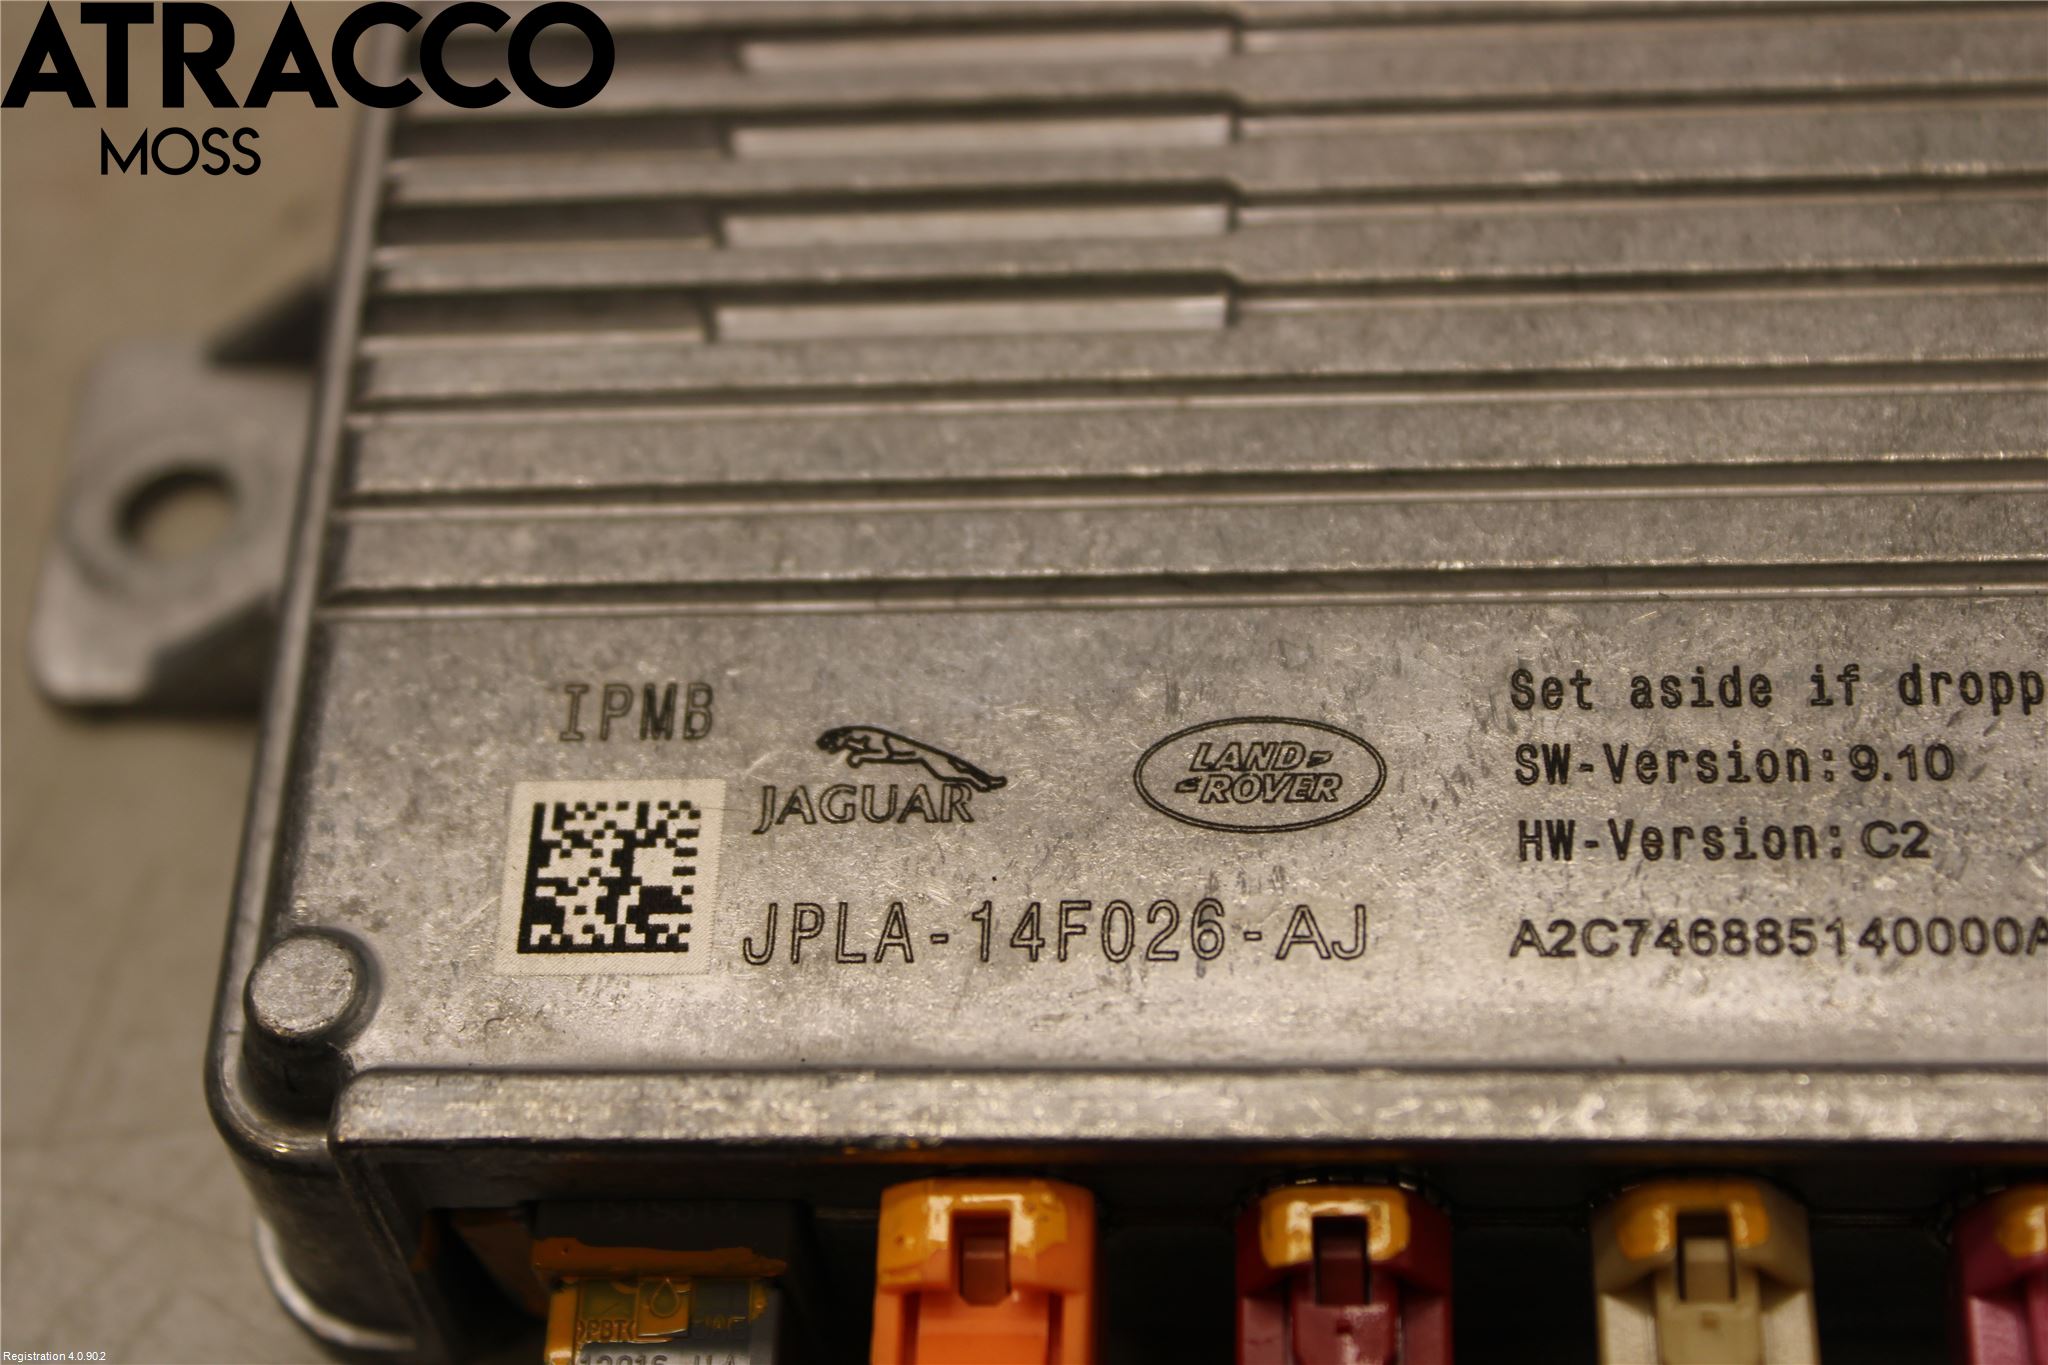 ATRACCO
MOSS
IPMB
JAGUAR
LAND-
-ROVER
Set aside if dropp
SW-Version: 9.10
HW-Version: C2
JPLA-14F026-AJ
A2C746885140000A
Registration 4.0.902